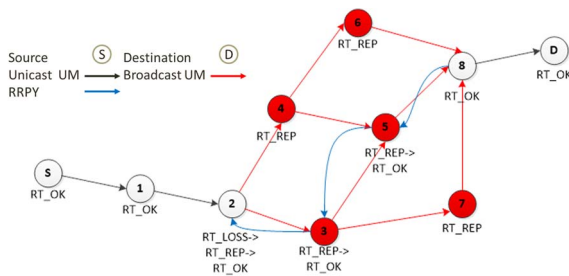 Source S Destination D
Unicast UM Broadcast UM
RRPY
6
RT_REP
8
RT_OK
D
RT_OK
4
RT_REP
5
RT_REP->
RT_OK
S
RT_OK
1
RT_OK
2
RT_LOSS->
RT_REP->
RT_OK
3
RT_REP->
RT_OK
7
RT_REP